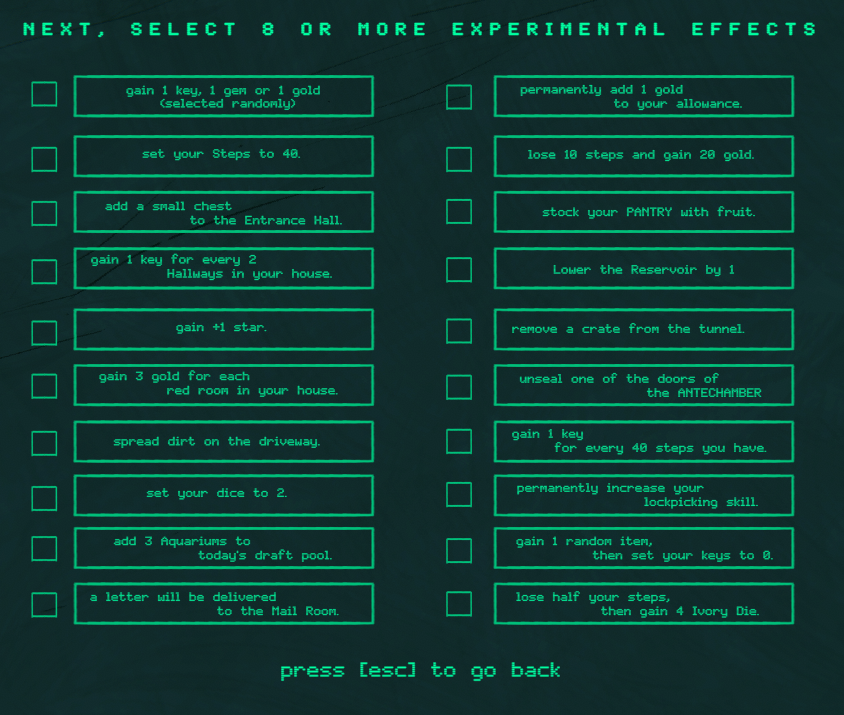 NEXT, SELECT 8 OR MORE EXPERIMENTAL EFFECTS
gain 1 key, 1 gem or 1 gold
(selected randomly)
set your Steps to 40.
add a small chest
to the Entrance Hall.
gain 1 key for every 2
Hallways in your house.
gain +1 star.
gain 3 gold for each
red room in your house.
spread dirt on the driveway.
set your dice to 2.
add 3 Aquariums to
today's draft pool.
a letter will be delivered
to the Mail Room.
permanently add 1 gold
to your allowance.
lose 10 steps and gain 20 gold.
stock your PANTRY with fruit.
Lower the Reservoir by 1
remove a crate from the tunnel.
unseal one of the doors of
the ANTECHAMBER
gain 1 key
for every 40 steps you have.
permanently increase your
lockpicking skill.
gain 1 random item,
then set your keys to 0.
lose half your steps,
then gain 4 Ivory Die.
press [esc] to go back